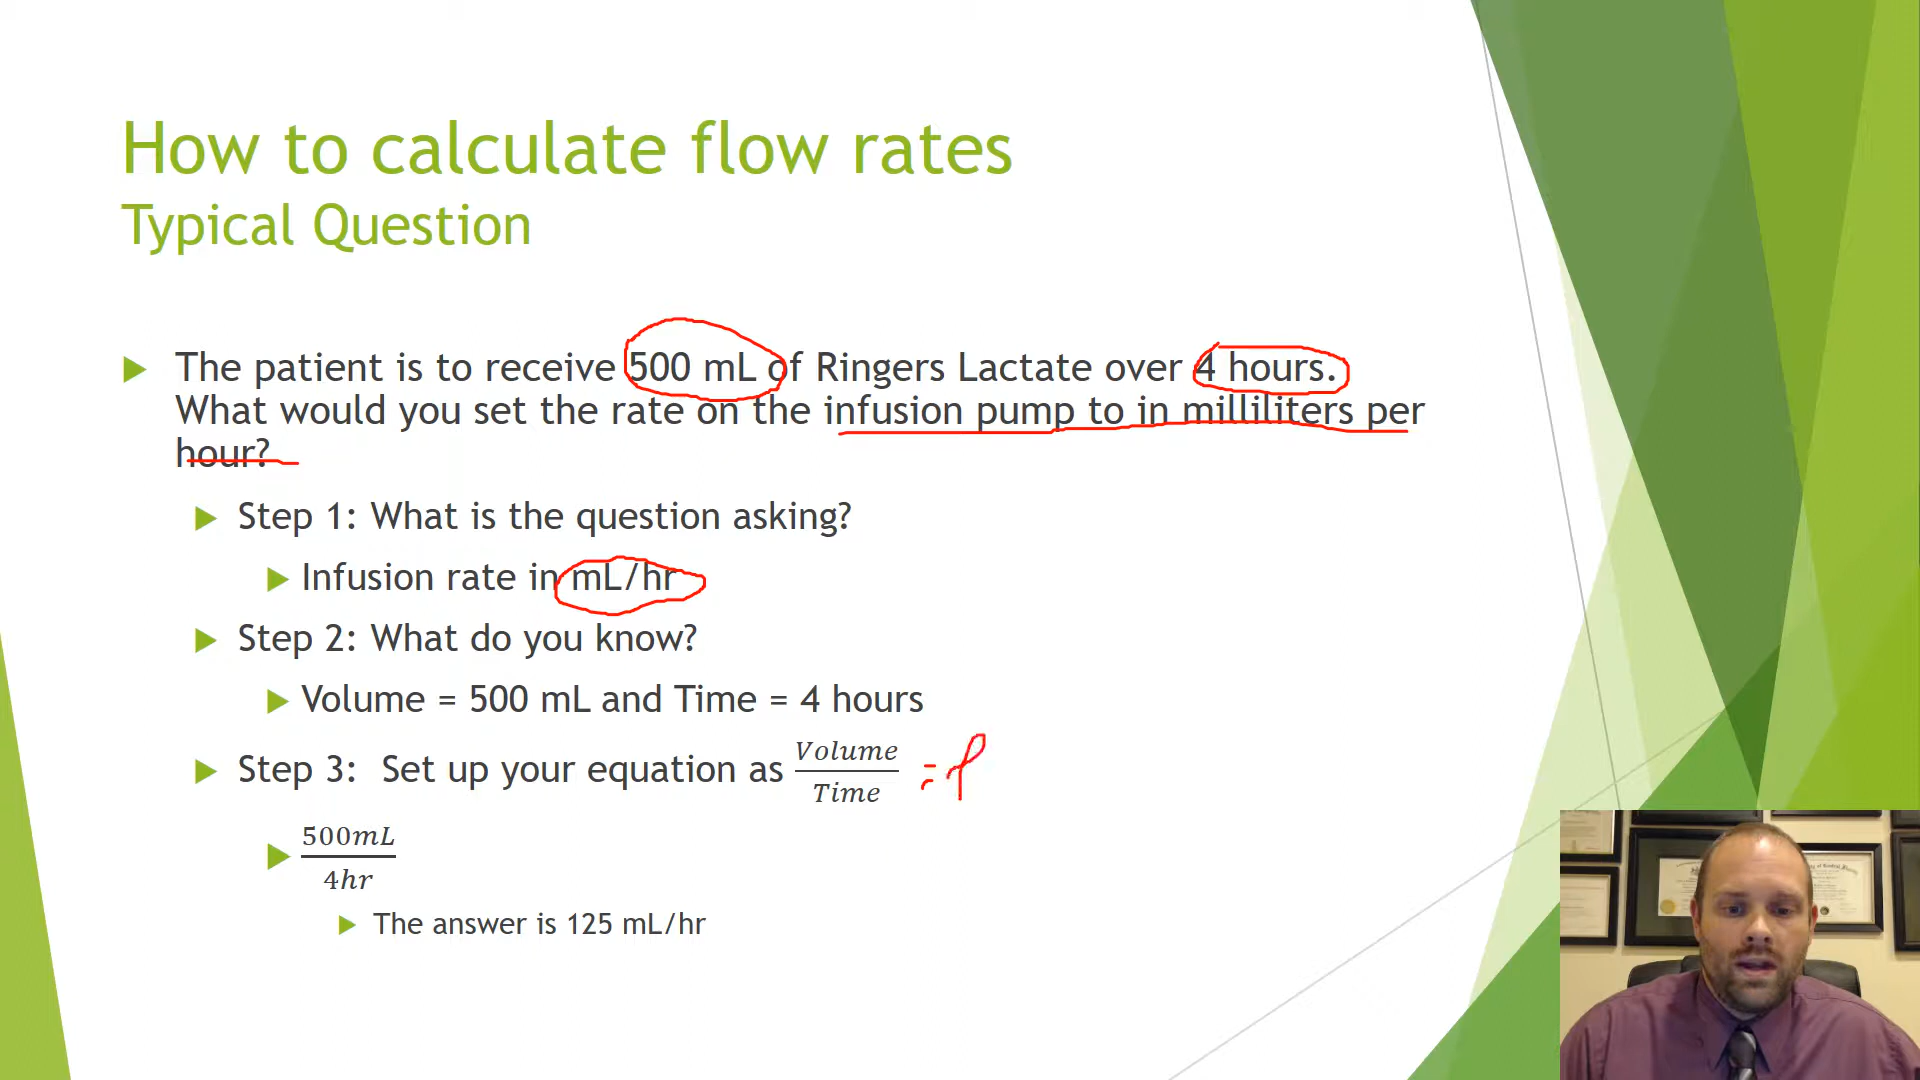 How to calculate flow rates
Typical Question
The patient is to receive 500 mL of Ringers Lactate over 4 hours.
What would you set the rate on the infusion pump to in milliliters per
hour?
Step 1: What is the question asking?
Infusion rate in mL/hr
Step 2: What do you know?
Volume = 500 mL and Time = 4 hours
Step 3: Set up your equation as Volume/Time =
500mL/4hr
The answer is 125 mL/hr